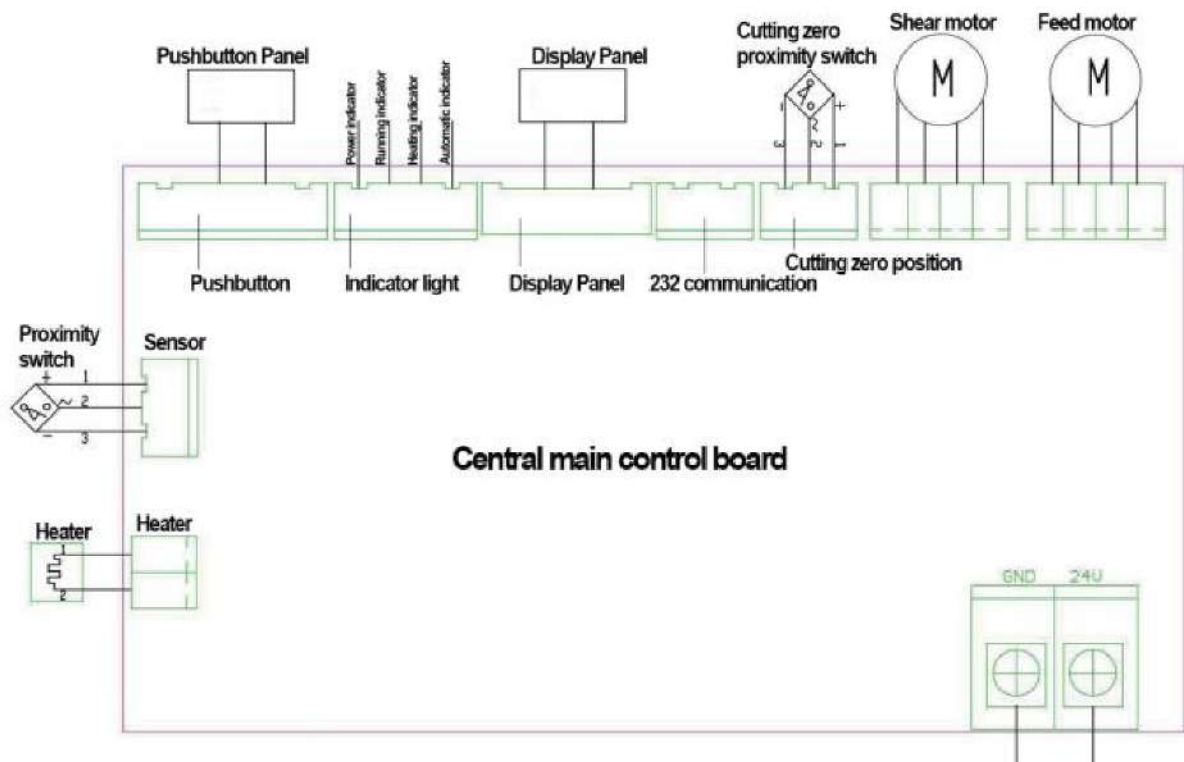 Pushbutton Panel
Power indicator
Running indicator
Heating indicator
Automatic indicator
Display Panel
Cutting zero
proximity switch
- +
3 2 1
Shear motor
M
Feed motor
M
Pushbutton
Indicator light
Display Panel
232 communication
Cutting zero position
Proximity
switch
+ 1
2
- 3
Sensor
Central main control board
Heater
1
2
Heater
GND 24V